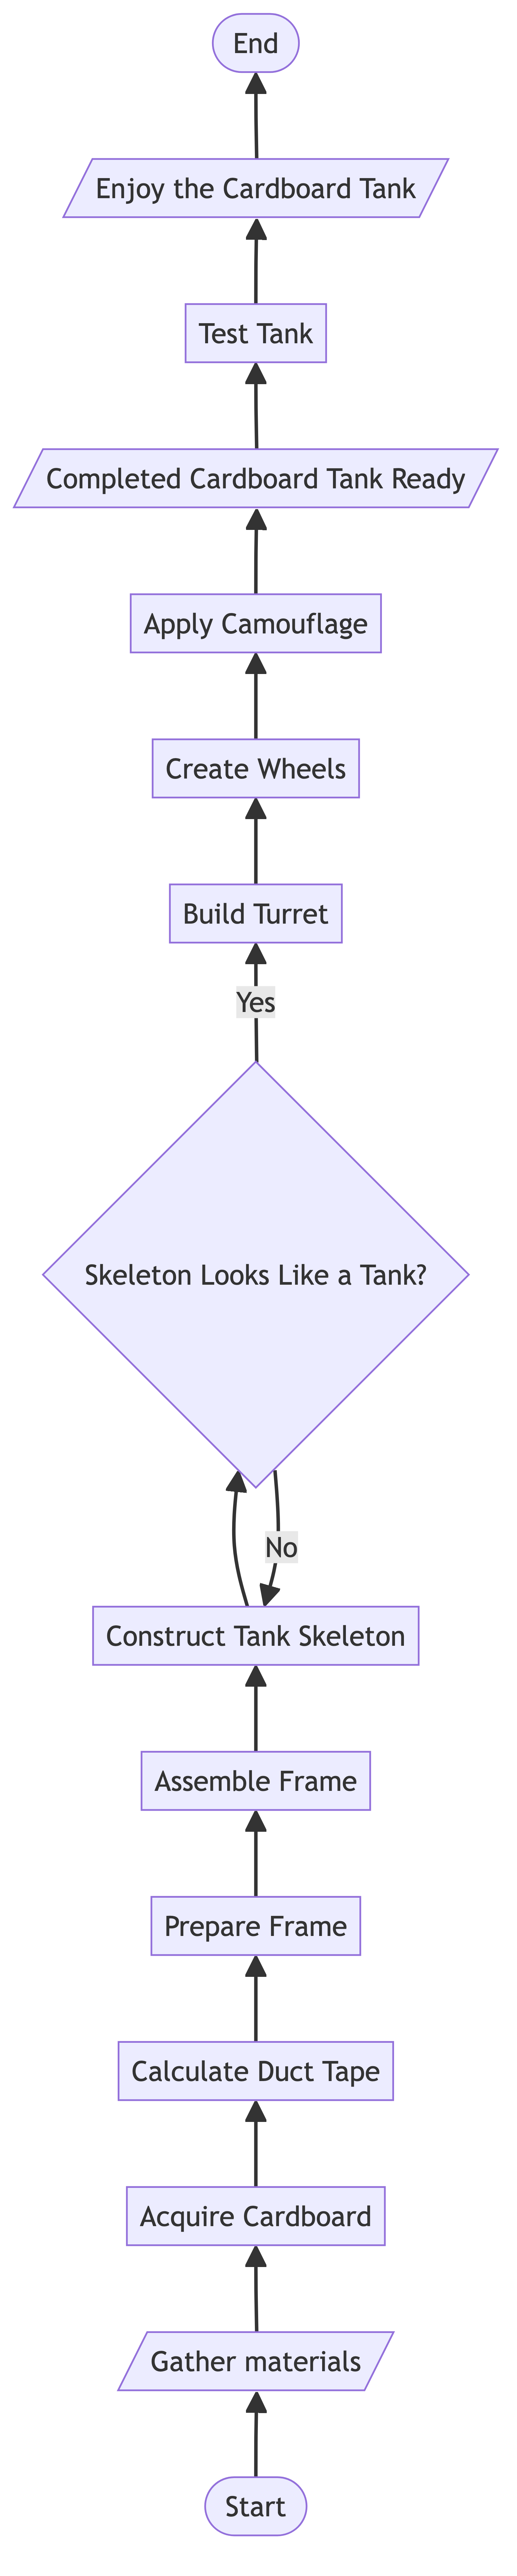 End
Enjoy the Cardboard Tank
Test Tank
Completed Cardboard Tank Ready
Apply Camouflage
Create Wheels
Build Turret
Yes
Skeleton Looks Like a Tank?
No
Construct Tank Skeleton
Assemble Frame
Prepare Frame
Calculate Duct Tape
Acquire Cardboard
Gather materials
Start